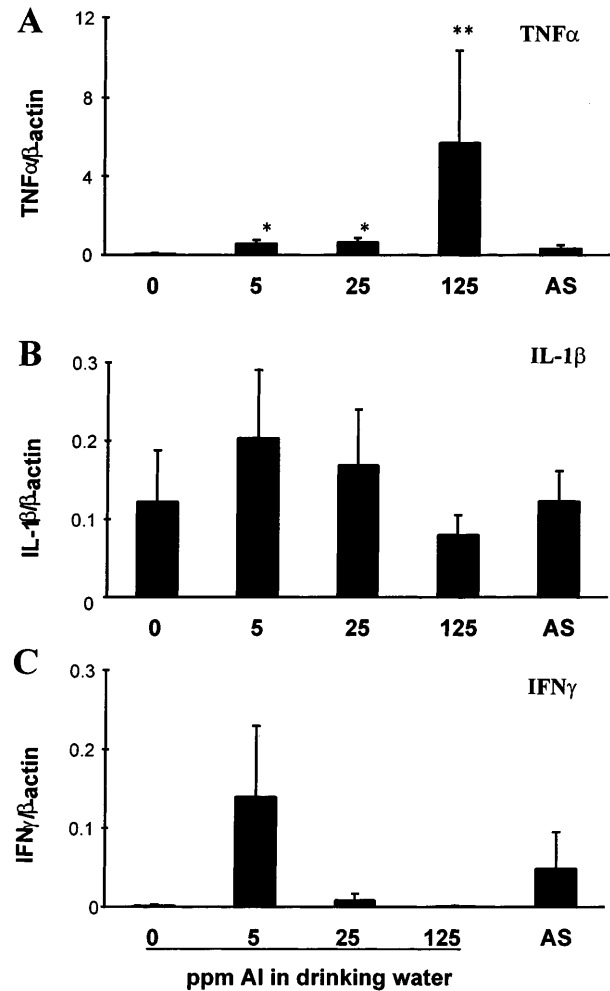 A
TNFα
**
*
*
TNFα/β-actin
12
8
4
0
0 5 25 125 AS
B
IL-1β
IL-1β/β-actin
0.3
0.2
0.1
0
0 5 25 125 AS
C
IFNγ
IFNγ/β-actin
0.3
0.2
0.1
0
0 5 25 125 AS
ppm Al in drinking water